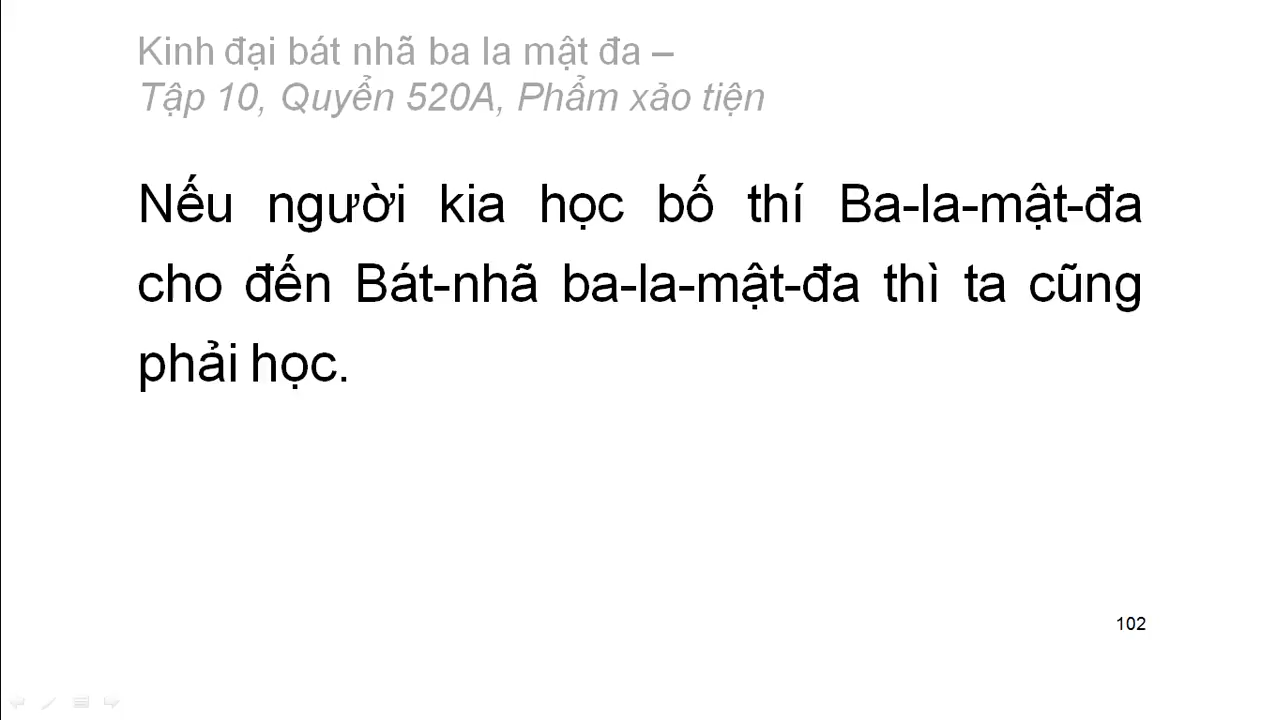 Kinh đại bát nhã ba la mật đa –
Tập 10, Quyển 520A, Phẩm xảo tiện
Nếu người kia học bố thí Ba-la-mật-đa
cho đến Bát-nhã ba-la-mật-đa thì ta cũng
phải học.
102